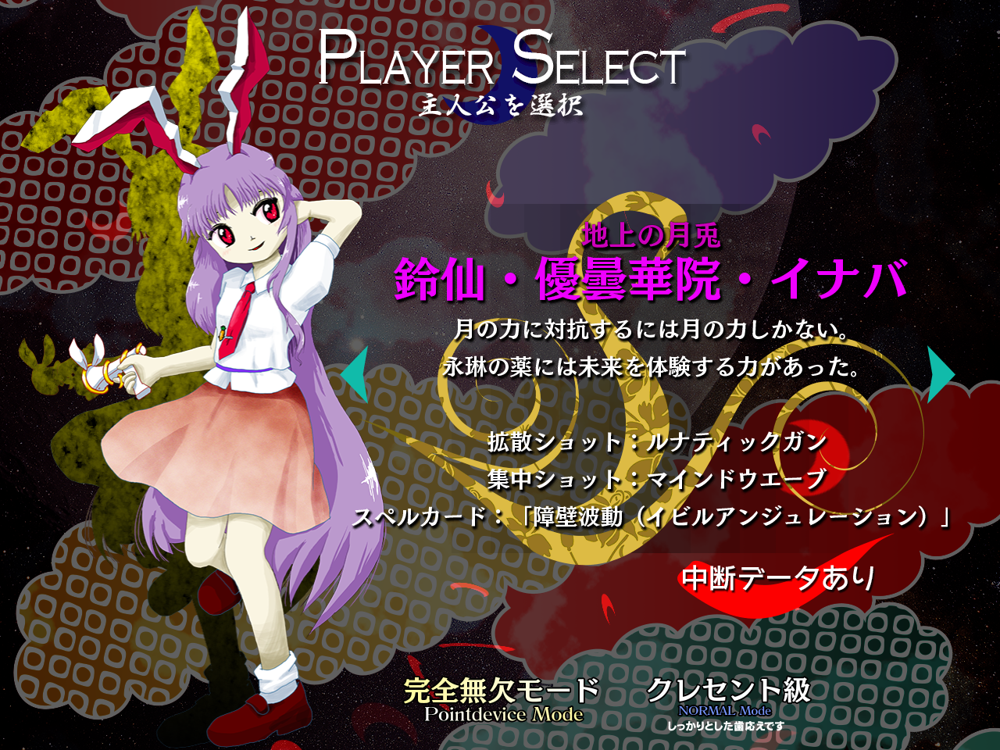 PLAYER SELECT
主人公を選択
地上の月兎
鈴仙・優曇華院・イナバ
月の力に対抗するには月の力しかない。
永琳の薬には未来を体験する力があった。
拡散ショット：ルナティックガン
集中ショット：マインドウエーブ
スペルカード：「障壁波動（イビルアンジュレーション）」
中断データあり
完全無欠モード
Pointdevice Mode
クレセント級
NORMAL Mode
しっかりとした歯応えです